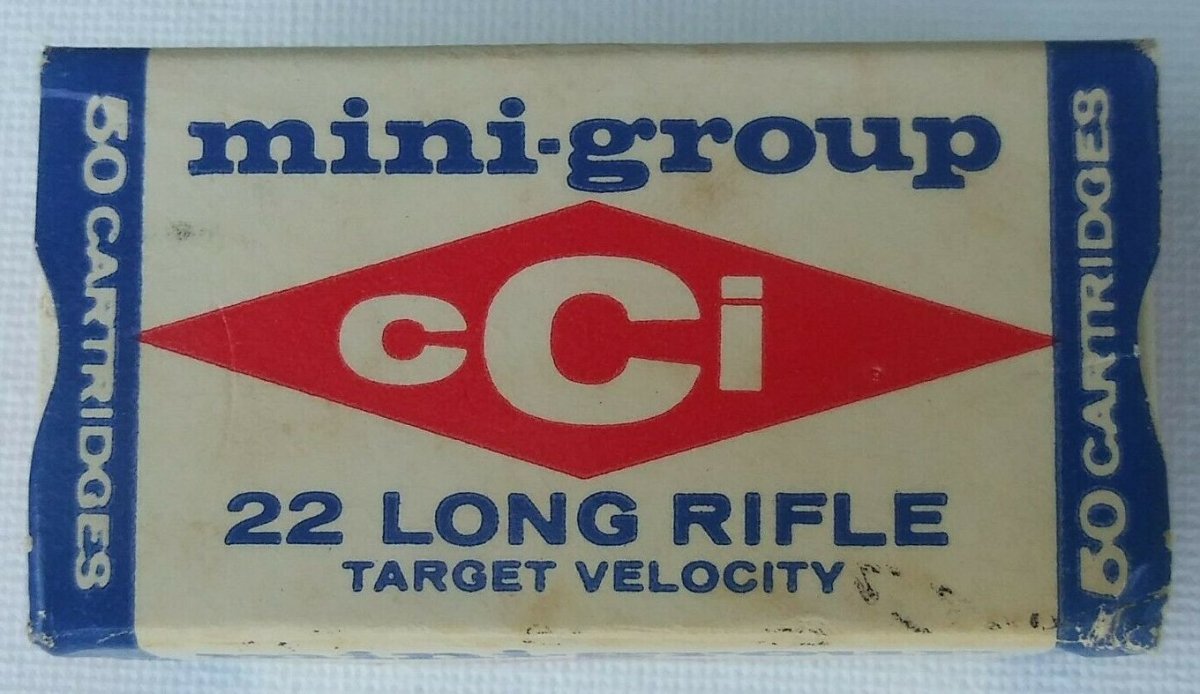 mini-group
cCi
22 LONG RIFLE
TARGET VELOCITY
50 CARTRIDGES
50 CARTRIDGES